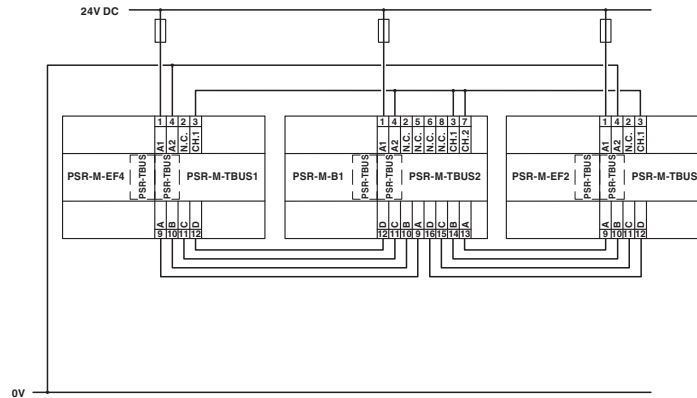 24V DC
1 4 2 3
A1 A2 N.C. CH.1
1 4 2 5 6 8 3 7
A1 A2 N.C. N.C. N.C. N.C. CH.1 CH.2
1 4 2 3
A1 A2 N.C. CH.1
PSR-M-EF4 PSR-TBUS PSR-TBUS PSR-M-TBUS1
PSR-M-B1 PSR-TBUS PSR-TBUS PSR-M-TBUS2
PSR-M-EF2 PSR-TBUS PSR-TBUS PSR-M-TBUS
A B C D
9 10 11 12
D C B A D C B A
12 11 10 9 16 15 14 13
A B C D
9 10 11 12
0V